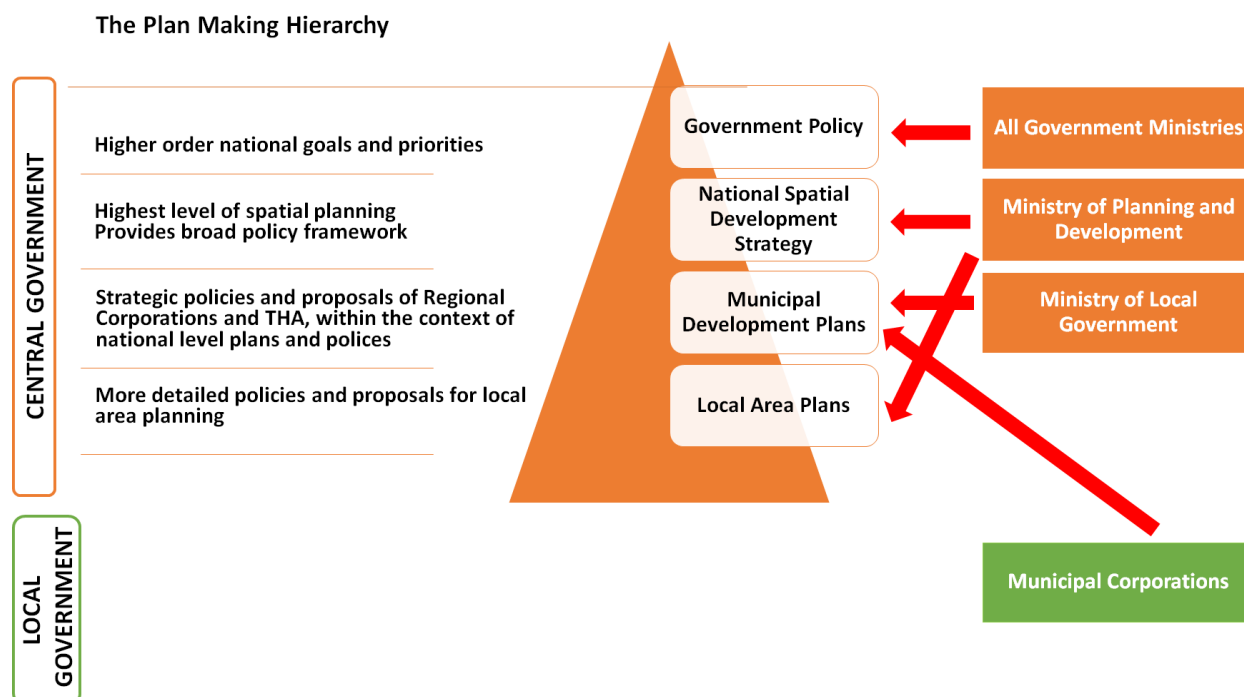 The Plan Making Hierarchy
CENTRAL GOVERNMENT
Higher order national goals and priorities
Government Policy
All Government Ministries
Highest level of spatial planning
Provides broad policy framework
National Spatial
Development
Strategy
Ministry of Planning and
Development
Strategic policies and proposals of Regional
Corporations and THA, within the context of
national level plans and polices
Municipal
Development Plans
Ministry of Local
Government
More detailed policies and proposals for local
area planning
Local Area Plans
LOCAL
GOVERNMENT
Municipal Corporations